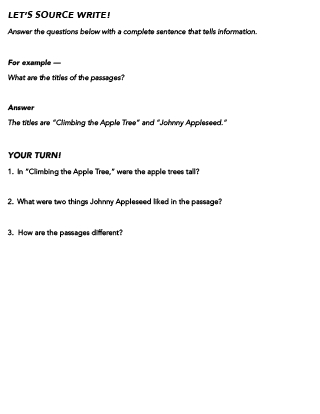 LET'S SOURCE WRITE!
Answer the questions below with a complete sentence that tells information.
For example —
What are the titles of the passages?
Answer
The titles are "Climbing the Apple Tree" and "Johnny Appleseed."
YOUR TURN!
1. In "Climbing the Apple Tree," were the apple trees tall?
2. What were two things Johnny Appleseed liked in the passage?
3. How are the passages different?